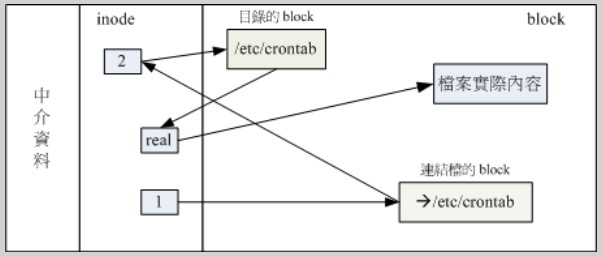 inode
目錄的 block
block
2
/etc/crontab
檔案實際內容
中介資料
real
連結檔的 block
1
→/etc/crontab